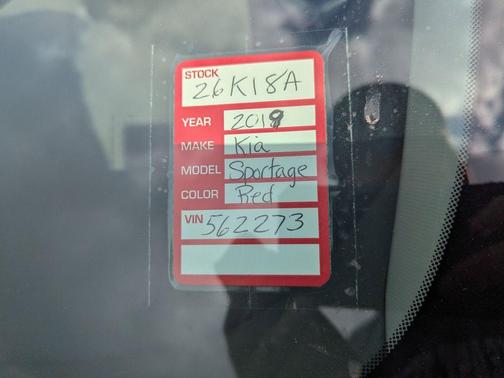 STOCK
26K18A
YEAR 2019
MAKE Kia
MODEL Sportage
COLOR Red
VIN 562273